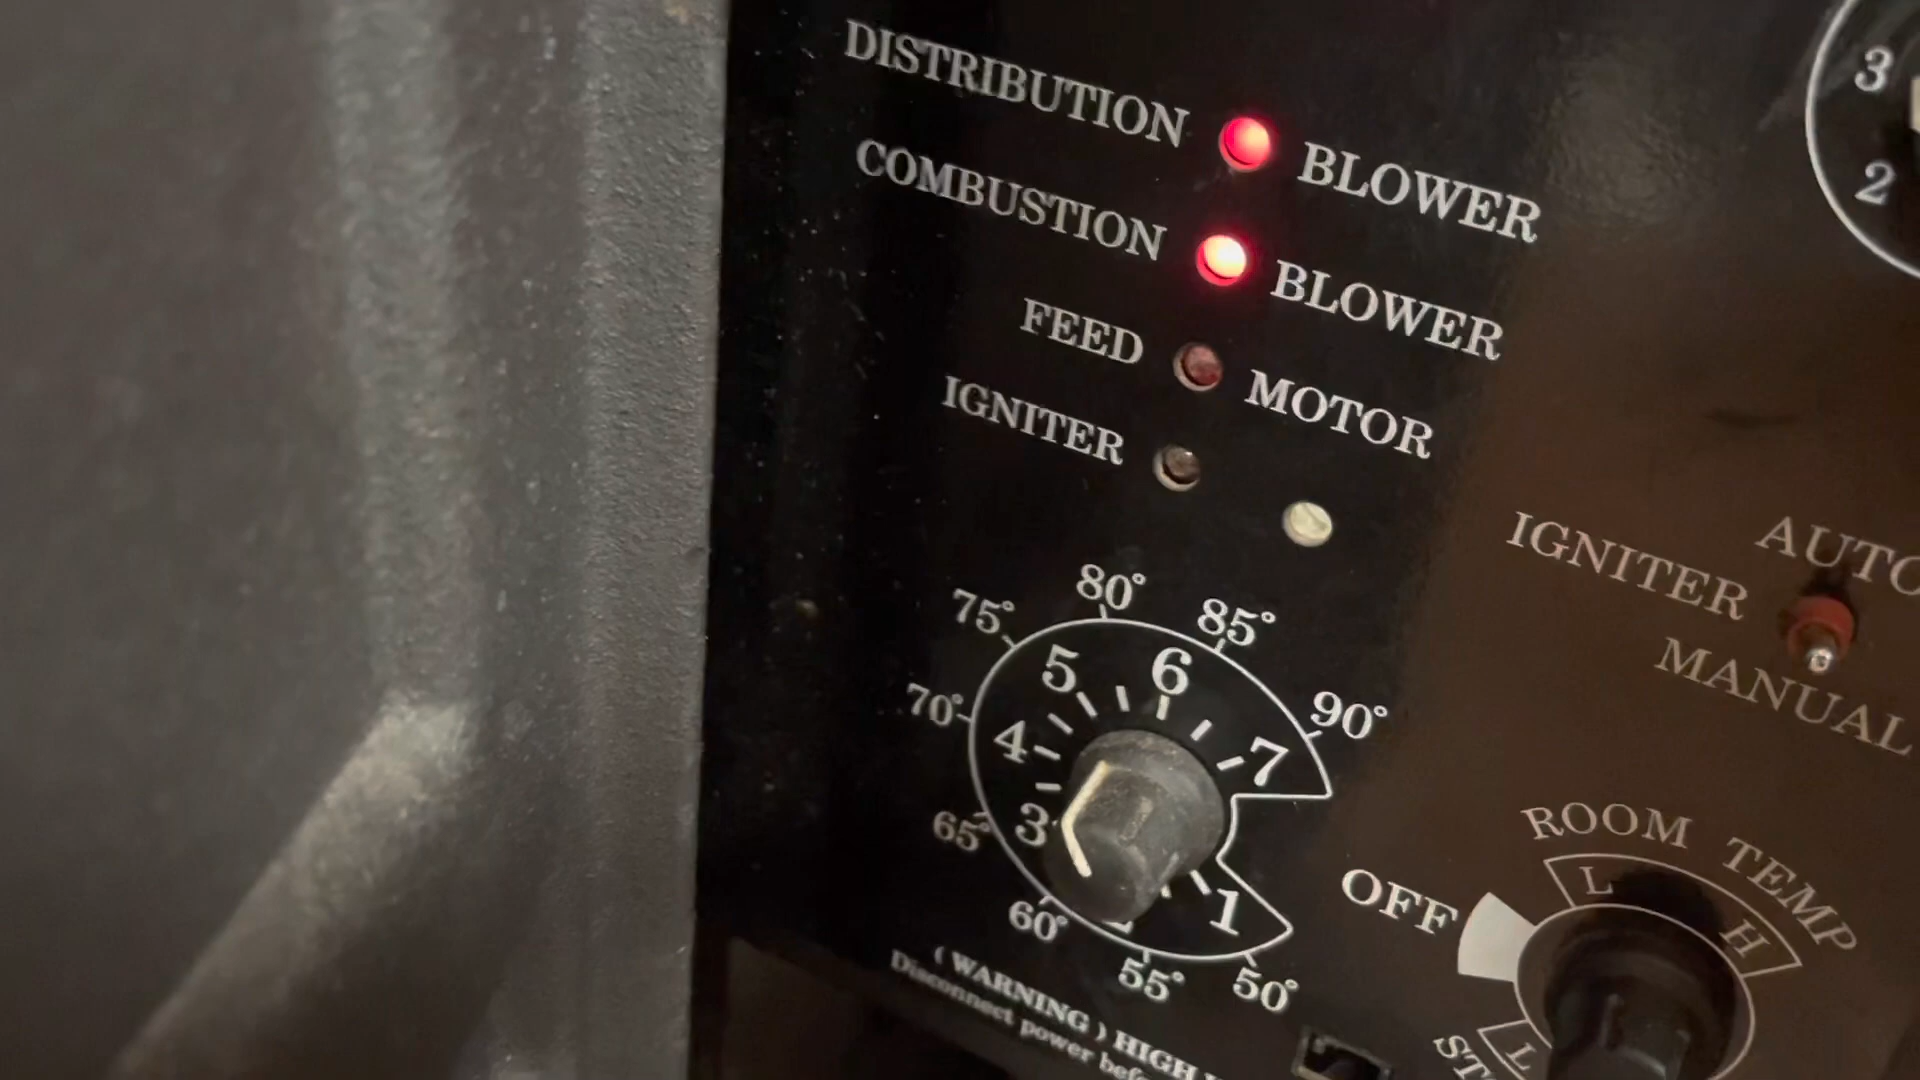 DISTRIBUTION BLOWER
COMBUSTION BLOWER
FEED MOTOR
IGNITER
3
2
AUTO
IGNITER
MANUAL
75° 80° 85° 90°
70° 65° 60° 55° 50°
5 6
4 7
3 1
ROOM TEMP
OFF
L H
L
( WARNING ) HIGH
Disconnect power